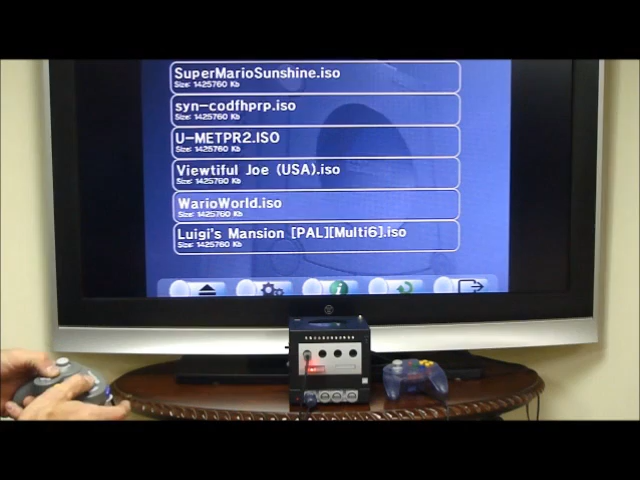 SuperMarioSunshine.iso
Size: 1425760 Kb
syn-codfhprp.iso
Size: 1425760 Kb
U-METPR2.ISO
Size: 1425760 Kb
Viewtiful Joe (USA).iso
Size: 1425760 Kb
WarioWorld.iso
Size: 1425760 Kb
Luigi's Mansion [PAL][Multi6].iso
Size: 1425760 Kb